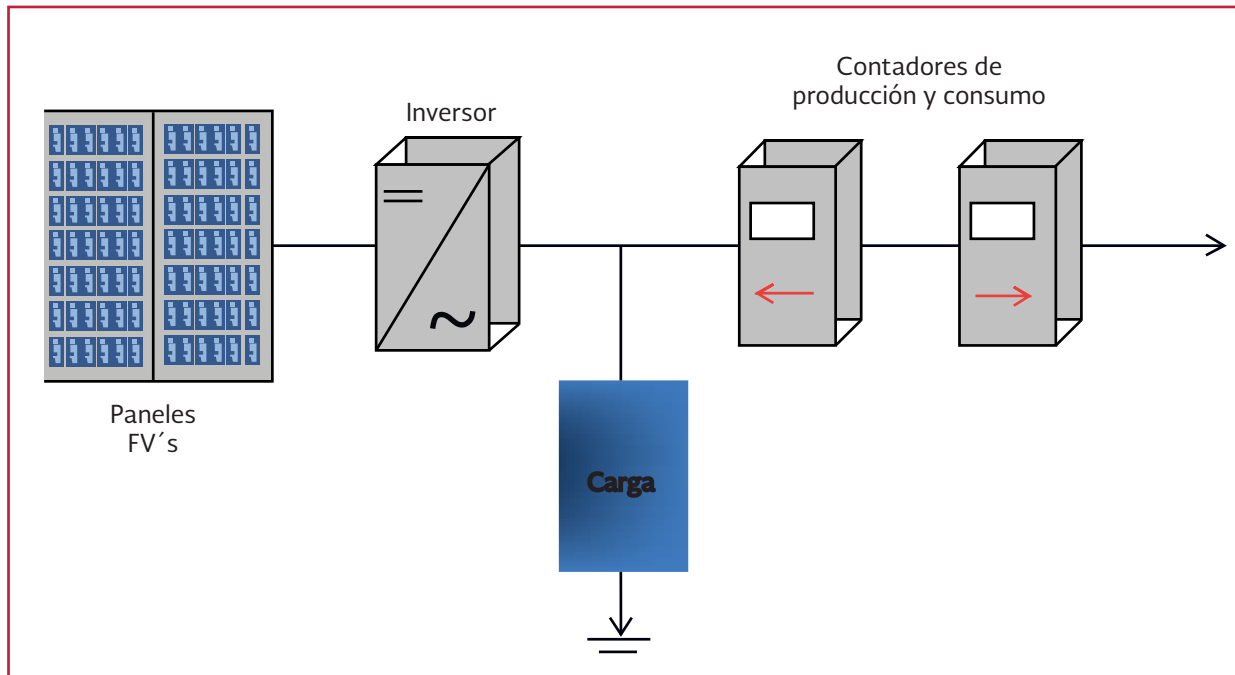 Contadores de
producción y consumo
Inversor
Paneles
FV´s
Carga